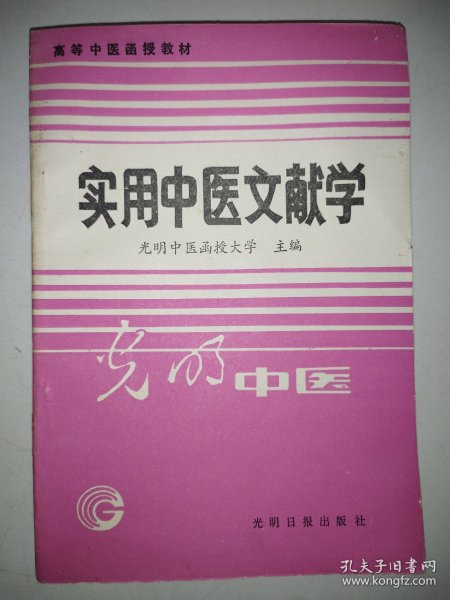 高等中医函授教材
实用中医文献学
光明中医函授大学 主编
光明中医
光明日报出版社
孔夫子旧书网
www.kongfz.com